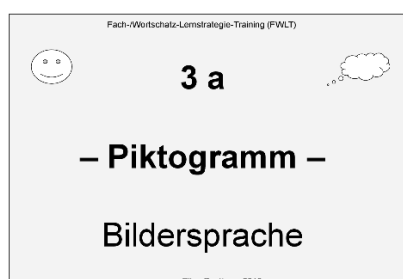 Fach-/Wortschatz-Lernstrategie-Training (FWLT)
3 a
– Piktogramm –
Bildersprache